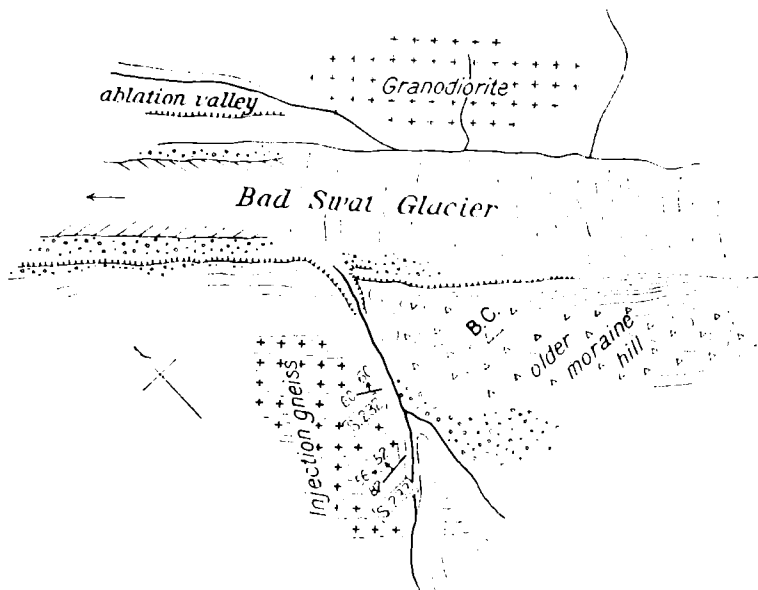 Granodiorite
ablation valley
Bad Swat Glacier
B.C.
older
moraine
hill
Injection gneiss